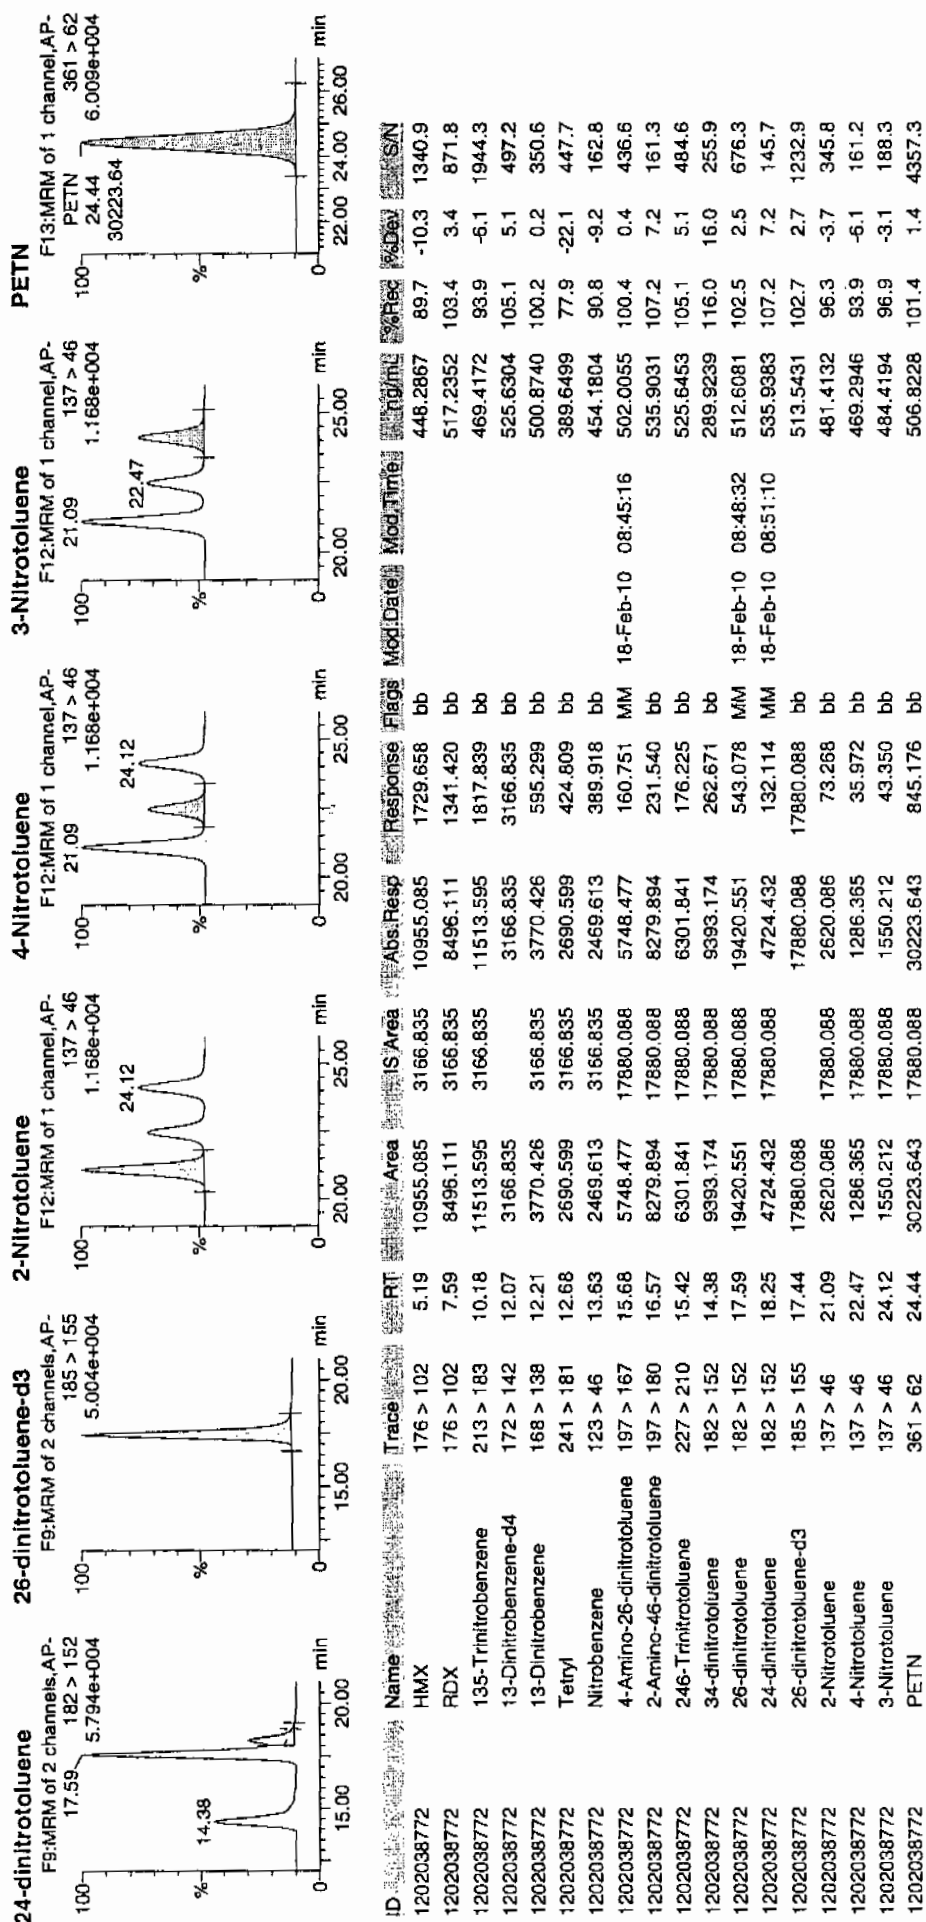 24-dinitrotoluene
F9:MRM of 2 channels,AP-
17.59 182 > 152
5.794e+004
100
14.38
%
0
15.00 20.00 min
26-dinitrotoluene-d3
F9:MRM of 2 channels,AP-
185 > 155
5.004e+004
100
%
0
15.00 20.00 min
2-Nitrotoluene
F12:MRM of 1 channel,AP-
137 > 46
1.168e+004
100
24.12
%
0
20.00 25.00 min
4-Nitrotoluene
F12:MRM of 1 channel,AP-
21.09 137 > 46
1.168e+004
100
24.12
%
0
20.00 25.00 min
3-Nitrotoluene
F12:MRM of 1 channel,AP-
21.09 137 > 46
1.168e+004
100
22.47
%
0
20.00 25.00 min
PETN
F13:MRM of 1 channel,AP-
PETN 361 > 62
24.44 6.009e+004
30223.64
100
%
0
22.00 24.00 26.00 min
ID Name Trace RT Area IS Area Abs.Resp Response Flags Mod.Date Mod.Time ng/mL %Rec %Dev S/N
1202038772 HMX 176 > 102 5.19 10955.085 3166.835 10955.085 1729.658 bb 448.2867 89.7 -10.3 1340.9
1202038772 RDX 176 > 102 7.59 8496.111 3166.835 8496.111 1341.420 bb 517.2352 103.4 3.4 871.8
1202038772 135-Trinitrobenzene 213 > 183 10.18 11513.595 3166.835 11513.595 1817.839 bb 469.4172 93.9 -6.1 1944.3
1202038772 13-Dinitrobenzene-d4 172 > 142 12.07 3166.835 3166.835 3166.835 bb 525.6304 105.1 5.1 497.2
1202038772 13-Dinitrobenzene 168 > 138 12.21 3770.426 3166.835 3770.426 595.299 bb 500.8740 100.2 0.2 350.6
1202038772 Tetryl 241 > 181 12.68 2690.599 3166.835 2690.599 424.809 bb 389.6499 77.9 -22.1 447.7
1202038772 Nitrobenzene 123 > 46 13.63 2469.613 3166.835 2469.613 389.918 bb 454.1804 90.8 -9.2 162.8
1202038772 4-Amino-26-dinitrotoluene 197 > 167 15.68 5748.477 17880.088 5748.477 160.751 MM 18-Feb-10 08:45:16 502.0055 100.4 0.4 436.6
1202038772 2-Amino-46-dinitrotoluene 197 > 180 16.57 8279.894 17880.088 8279.894 231.540 bb 535.9031 107.2 7.2 161.3
1202038772 246-Trinitrotoluene 227 > 210 15.42 6301.841 17880.088 6301.841 176.225 bb 525.6453 105.1 5.1 484.6
1202038772 34-dinitrotoluene 182 > 152 14.38 9393.174 17880.088 9393.174 262.671 bb 289.9239 116.0 16.0 255.9
1202038772 26-dinitrotoluene 182 > 152 17.59 19420.551 17880.088 19420.551 543.078 MM 18-Feb-10 08:48:32 512.6081 102.5 2.5 676.3
1202038772 24-dinitrotoluene 182 > 152 18.25 4724.432 17880.088 4724.432 132.114 MM 18-Feb-10 08:51:10 535.9383 107.2 7.2 145.7
1202038772 26-dinitrotoluene-d3 185 > 155 17.44 17880.088 17880.088 17880.088 bb 513.5431 102.7 2.7 1232.9
1202038772 2-Nitrotoluene 137 > 46 21.09 2620.086 17880.088 2620.086 73.268 bb 481.4132 96.3 -3.7 345.8
1202038772 4-Nitrotoluene 137 > 46 22.47 1286.365 17880.088 1286.365 35.972 bb 469.2946 93.9 -6.1 161.2
1202038772 3-Nitrotoluene 137 > 46 24.12 1550.212 17880.088 1550.212 43.350 bb 484.4194 96.9 -3.1 188.3
1202038772 PETN 361 > 62 24.44 30223.643 17880.088 30223.643 845.176 bb 506.8228 101.4 1.4 4357.3